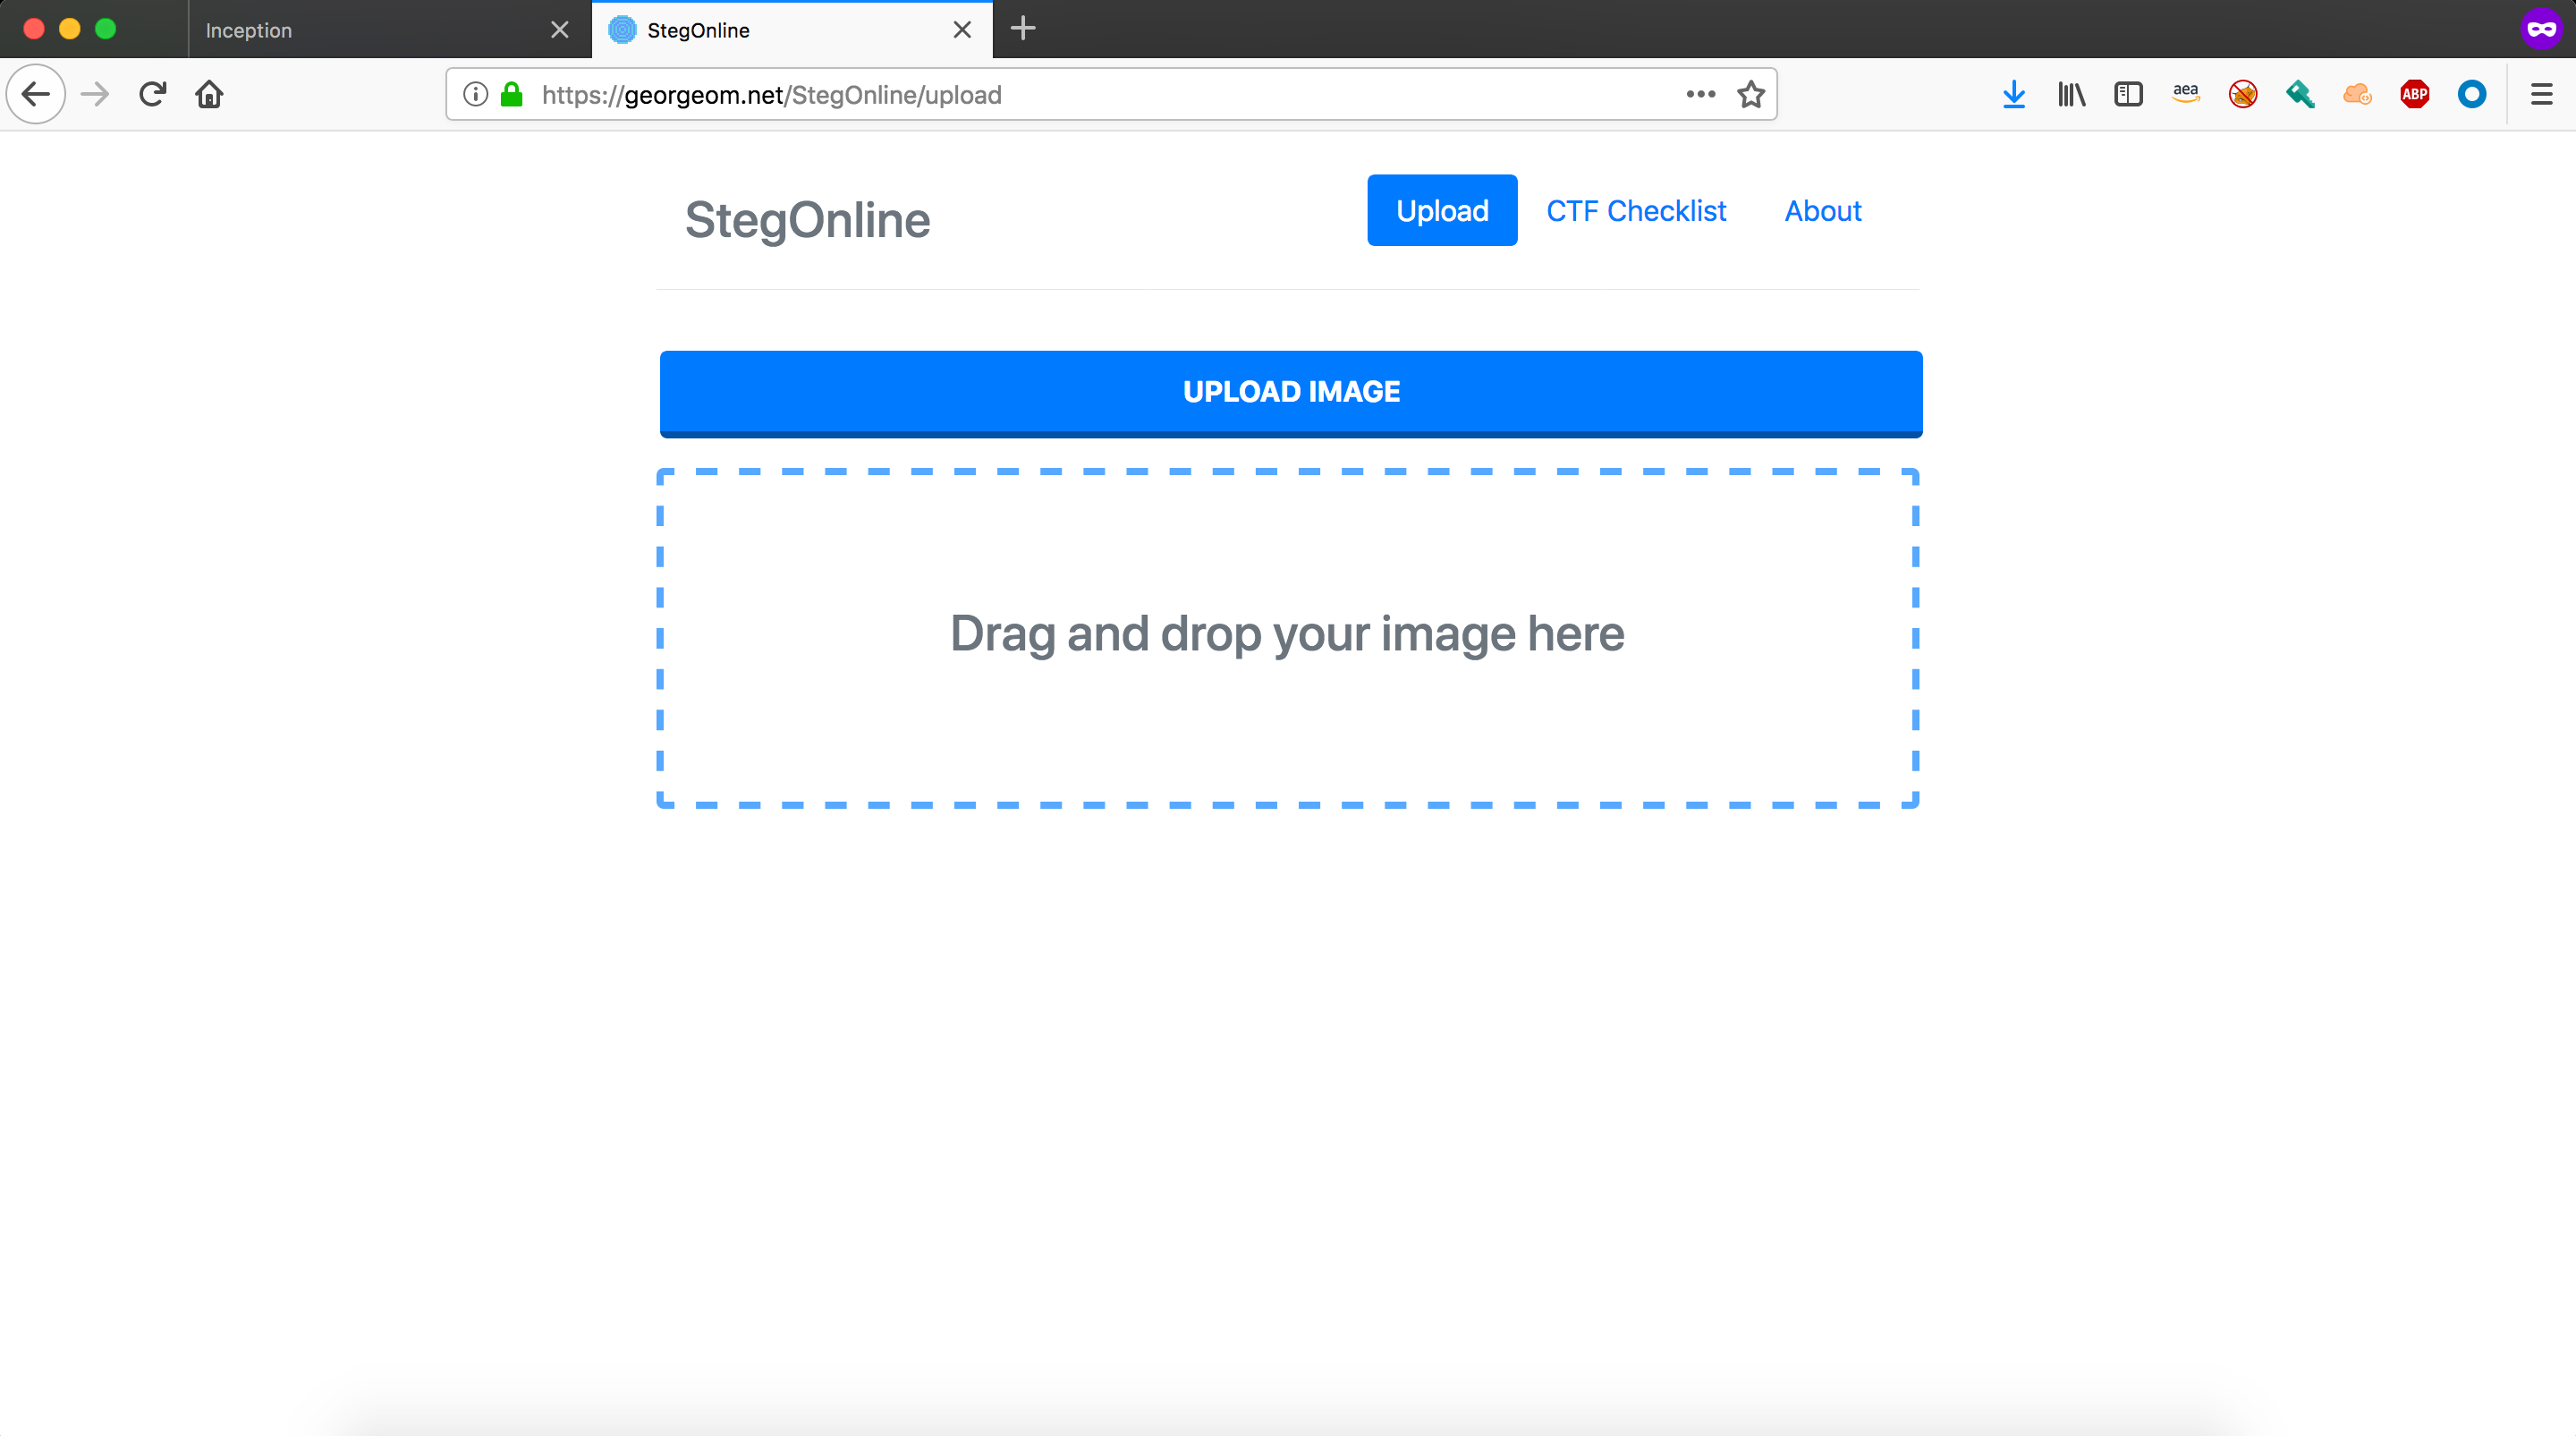 Inception
StegOnline
https://georgeom.net/StegOnline/upload
aea
ABP
StegOnline
Upload
CTF Checklist
About
UPLOAD IMAGE
Drag and drop your image here